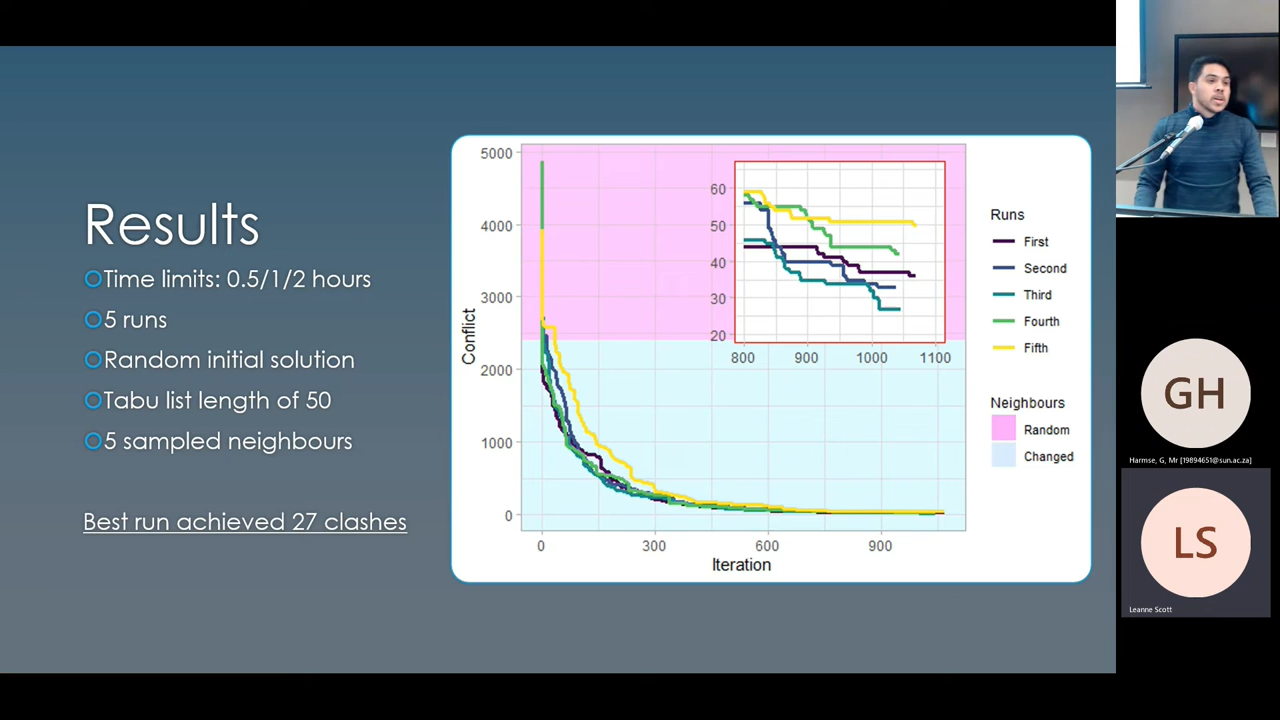 Results
Time limits: 0.5/1/2 hours
5 runs
Random initial solution
Tabu list length of 50
5 sampled neighbours
Best run achieved 27 clashes
Conflict
5000
4000
3000
2000
1000
0
0 300 600 900
Iteration
60
50
40
30
20
800 900 1000 1100
Runs
First
Second
Third
Fourth
Fifth
Neighbours
Random
Changed
GH
Harmse, G, Mr [19894651@sun.ac.za]
LS
Leanne Scott